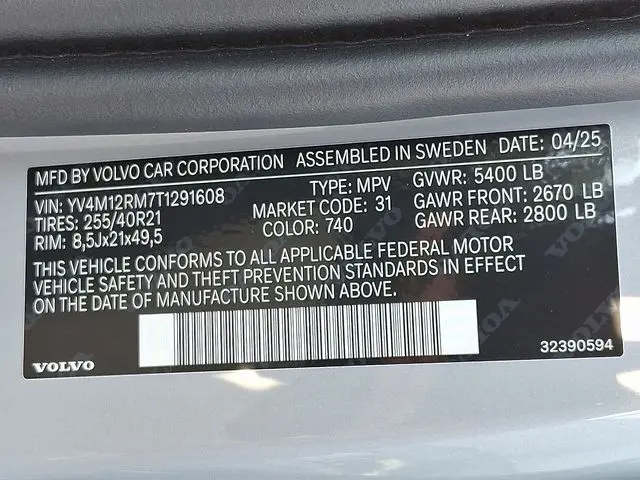 MFD BY VOLVO CAR CORPORATION ASSEMBLED IN SWEDEN DATE: 04/25
VIN: YV4M12RM7T1291608 TYPE: MPV GVWR: 5400 LB
TIRES: 255/40R21 MARKET CODE: 31 GAWR FRONT: 2670 LB
RIM: 8,5Jx21x49,5 COLOR: 740 GAWR REAR: 2800 LB
THIS VEHICLE CONFORMS TO ALL APPLICABLE FEDERAL MOTOR
VEHICLE SAFETY AND THEFT PREVENTION STANDARDS IN EFFECT
ON THE DATE OF MANUFACTURE SHOWN ABOVE.
VOLVO 32390594